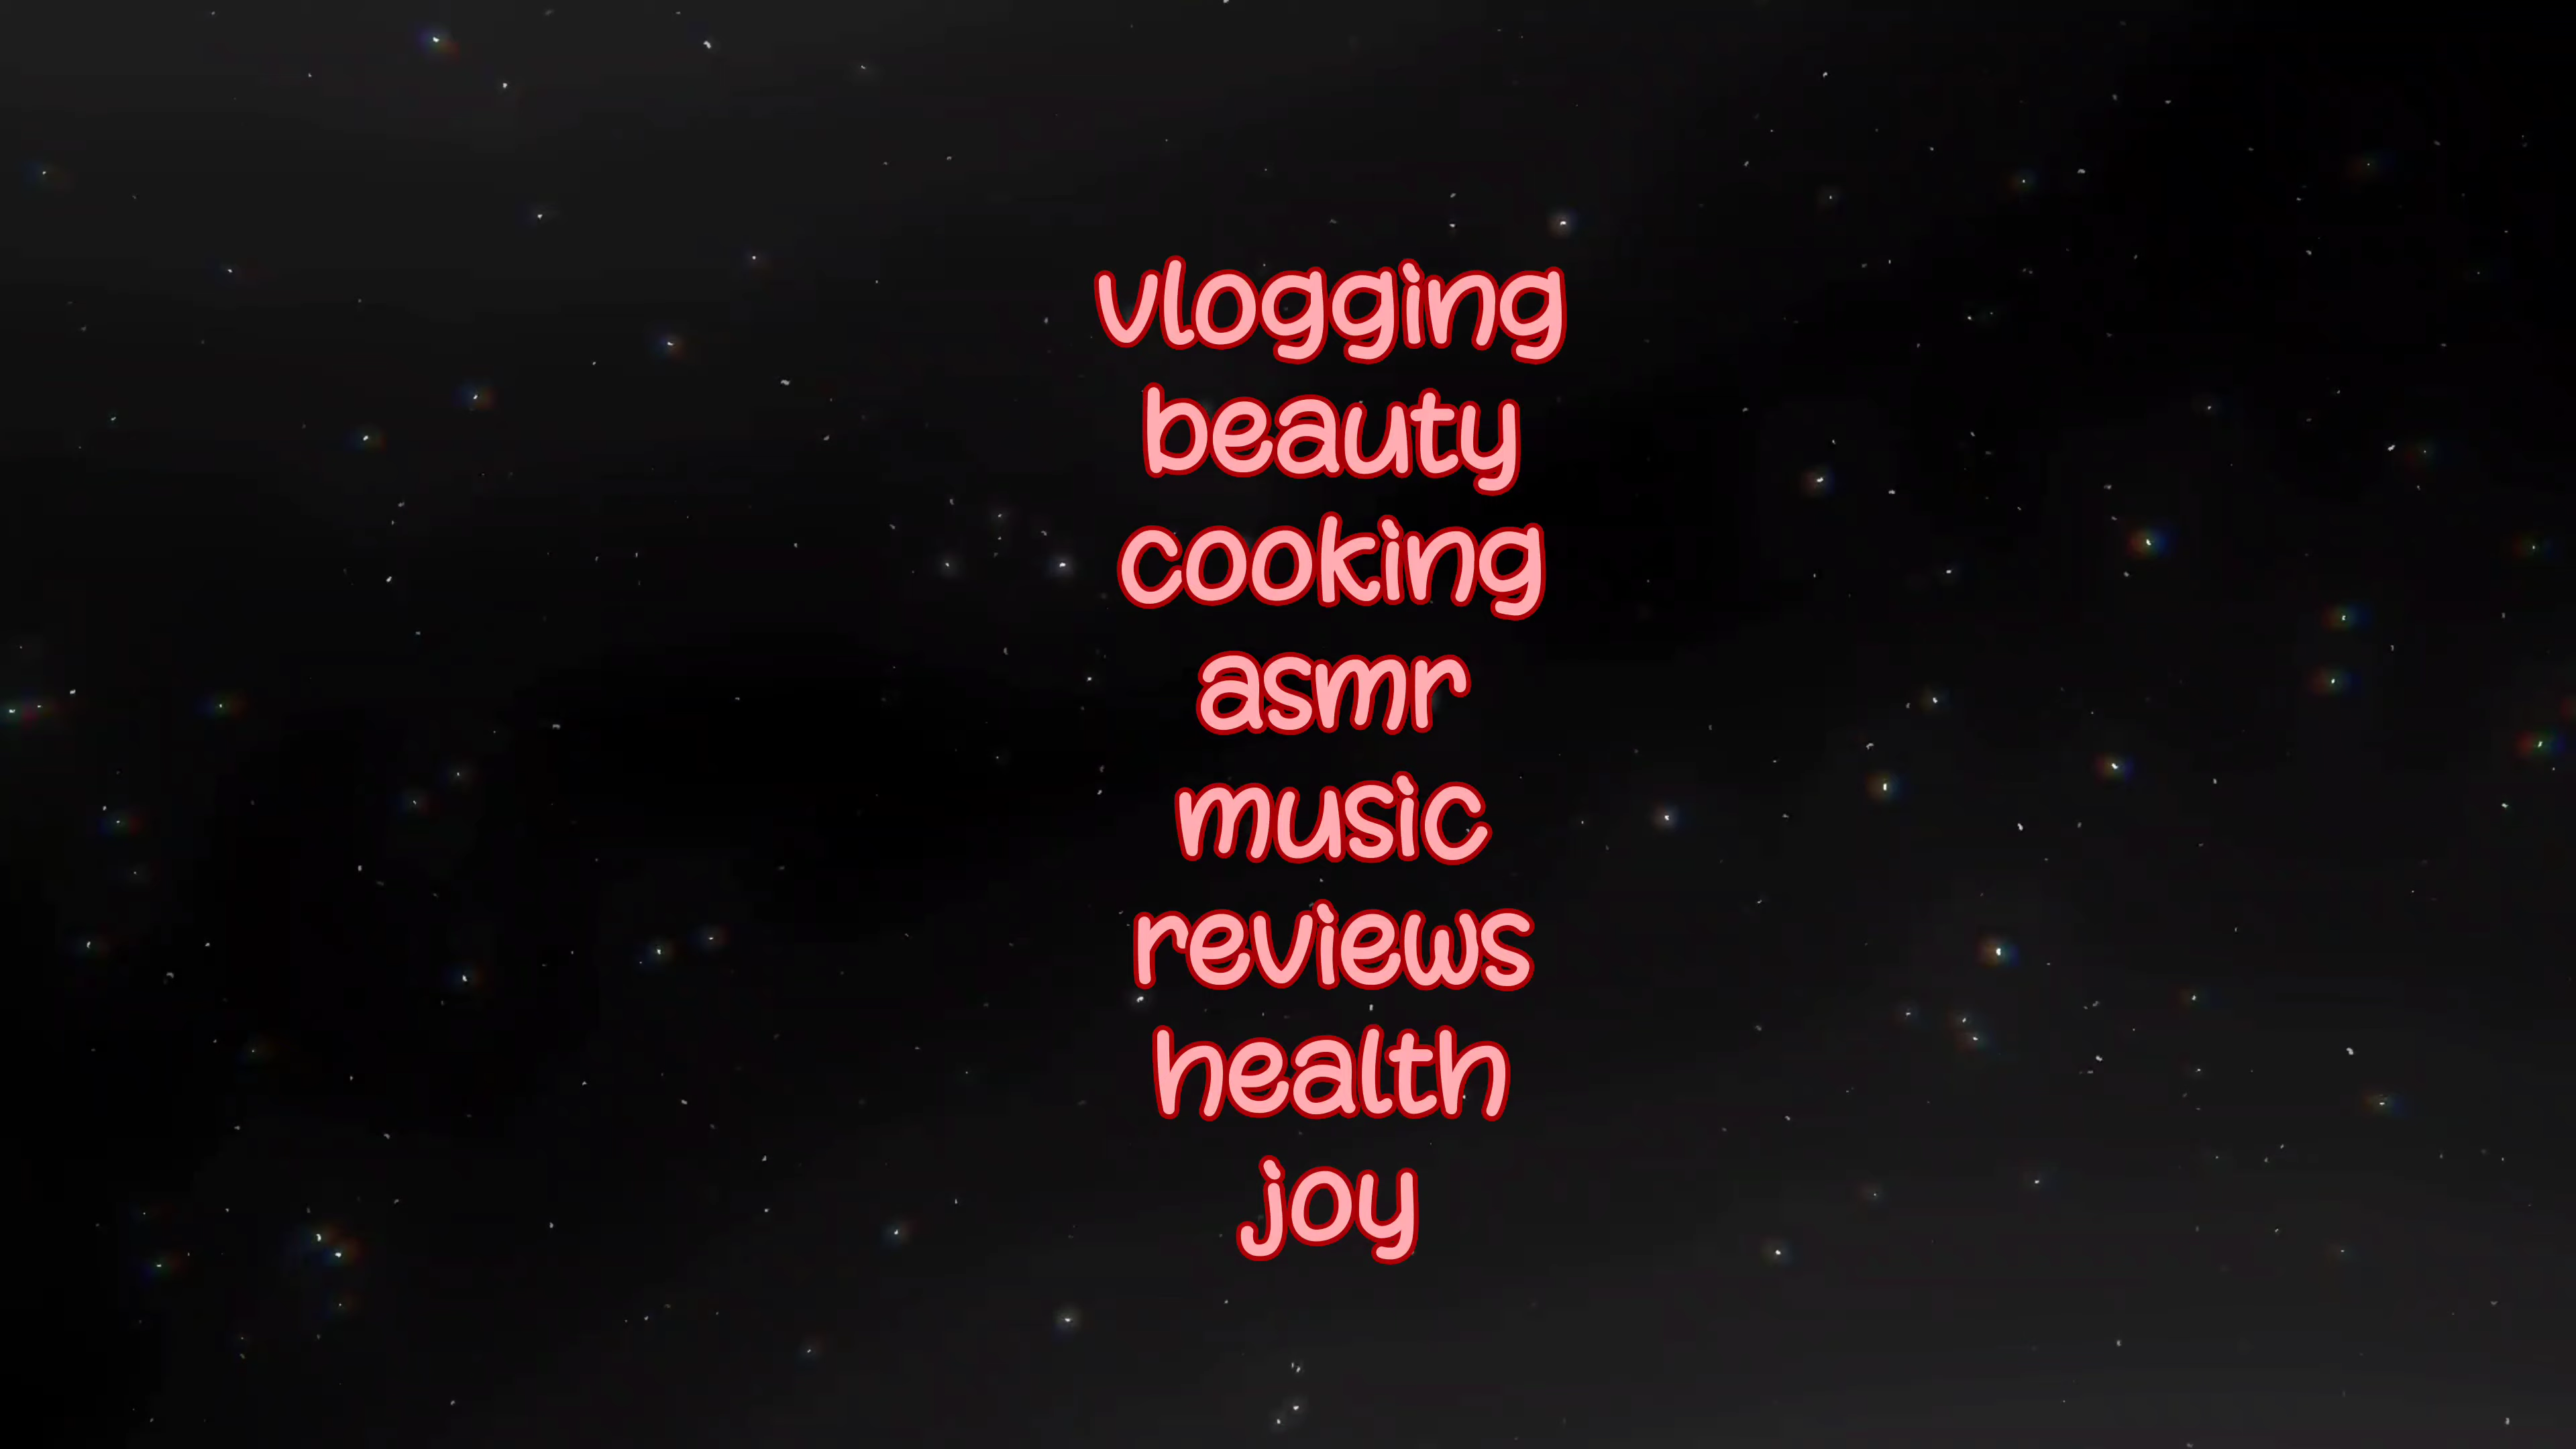 vlogging
beauty
cooking
asmr
music
reviews
health
joy